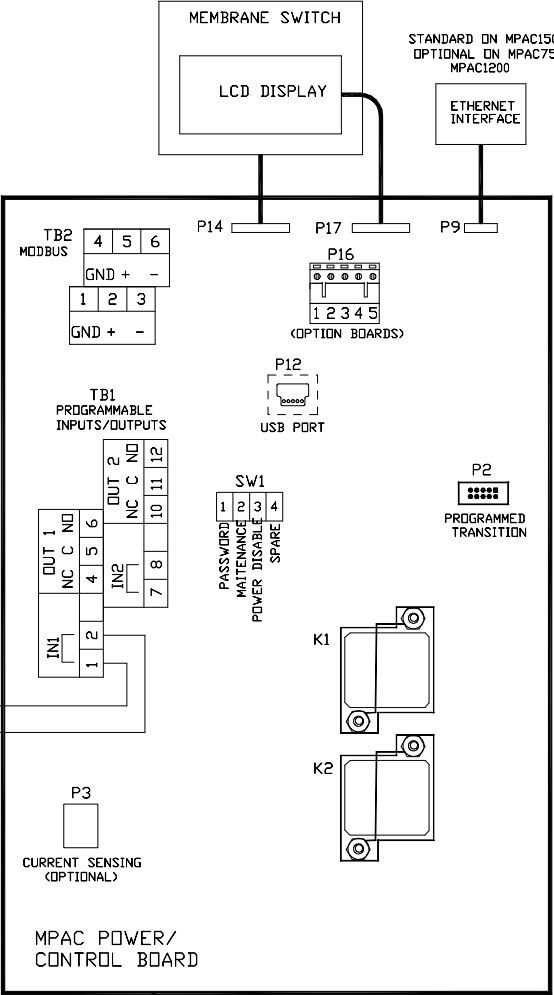 MEMBRANE SWITCH
LCD DISPLAY
STANDARD ON MPAC150
OPTIONAL ON MPAC75
MPAC1200
ETHERNET
INTERFACE
P14
P17
P9
TB2
MODBUS
4 5 6
GND + -
1 2 3
GND + -
P16
1 2 3 4 5
(OPTION BOARDS)
P12
USB PORT
TB1
PROGRAMMABLE
INPUTS/OUTPUTS
OUT 2
NC C NO
10 11 12
IN2
7 8
OUT 1
NC C NO
4 5 6
IN1
1 2
SW1
1 2 3 4
PASSWORD
MAITENANCE
POWER DISABLE
SPARE
P2
PROGRAMMED
TRANSITION
K1
K2
P3
CURRENT SENSING
(OPTIONAL)
MPAC POWER/
CONTROL BOARD